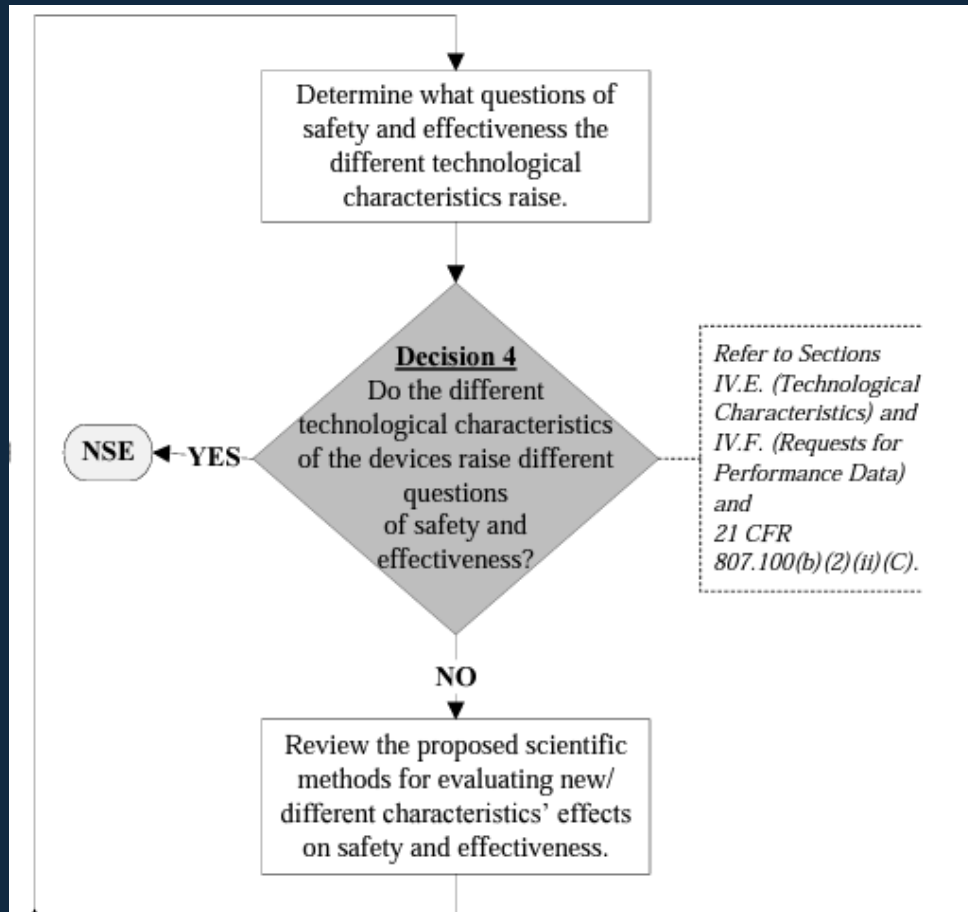 Determine what questions of
safety and effectiveness the
different technological
characteristics raise.
Decision 4
Do the different
technological characteristics
of the devices raise different
questions
of safety and
effectiveness?
NSE
YES
Refer to Sections
IV.E. (Technological
Characteristics) and
IV.F. (Requests for
Performance Data)
and
21 CFR
807.100(b)(2)(ii)(C).
NO
Review the proposed scientific
methods for evaluating new/
different characteristics’ effects
on safety and effectiveness.